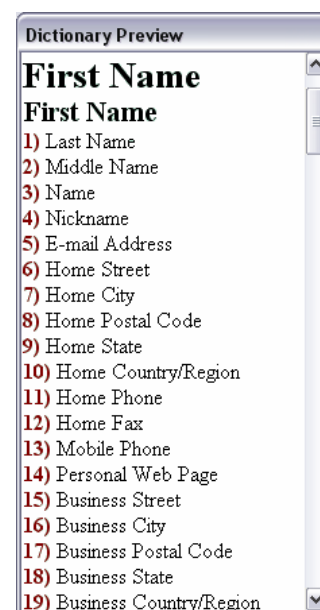 Dictionary Preview
First Name
First Name
1) Last Name
2) Middle Name
3) Name
4) Nickname
5) E-mail Address
6) Home Street
7) Home City
8) Home Postal Code
9) Home State
10) Home Country/Region
11) Home Phone
12) Home Fax
13) Mobile Phone
14) Personal Web Page
15) Business Street
16) Business City
17) Business Postal Code
18) Business State
19) Business Country/Region